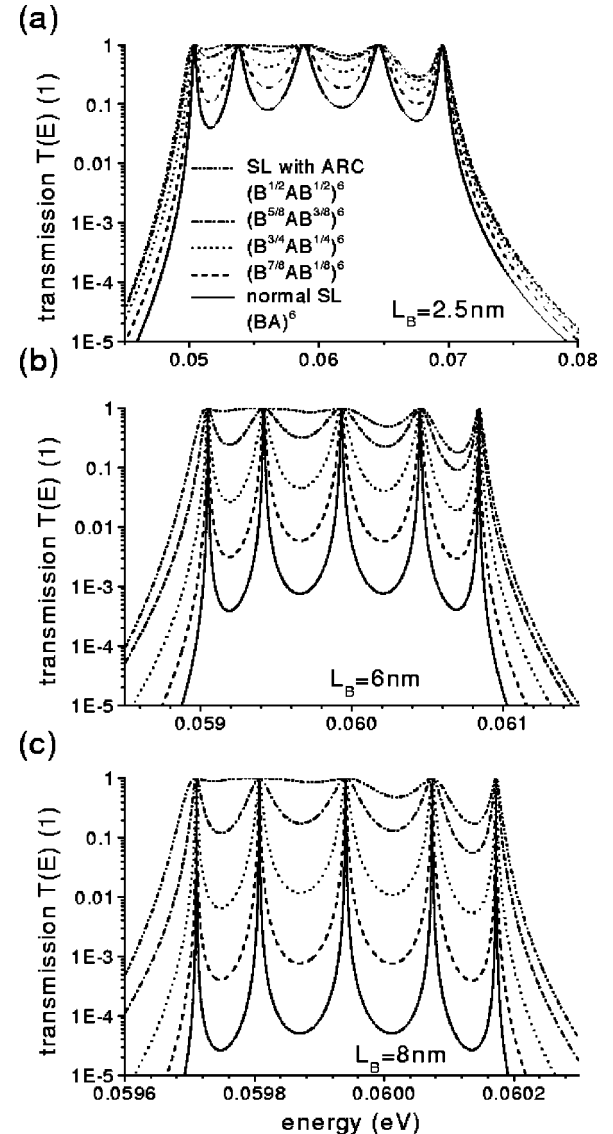 (a)
transmission T(E) (1)
1
0.1
0.01
1E-3
1E-4
1E-5
SL with ARC
(B^{1/2}AB^{1/2})^6
(B^{5/8}AB^{3/8})^6
(B^{3/4}AB^{1/4})^6
(B^{7/8}AB^{1/8})^6
normal SL
(BA)^6
L_B=2.5nm
0.05 0.06 0.07 0.08
(b)
transmission T(E) (1)
1
0.1
0.01
1E-3
1E-4
1E-5
L_B=6nm
0.059 0.060 0.061
(c)
transmission T(E) (1)
1
0.1
0.01
1E-3
1E-4
1E-5
L_B=8nm
0.0596 0.0598 0.0600 0.0602
energy (eV)